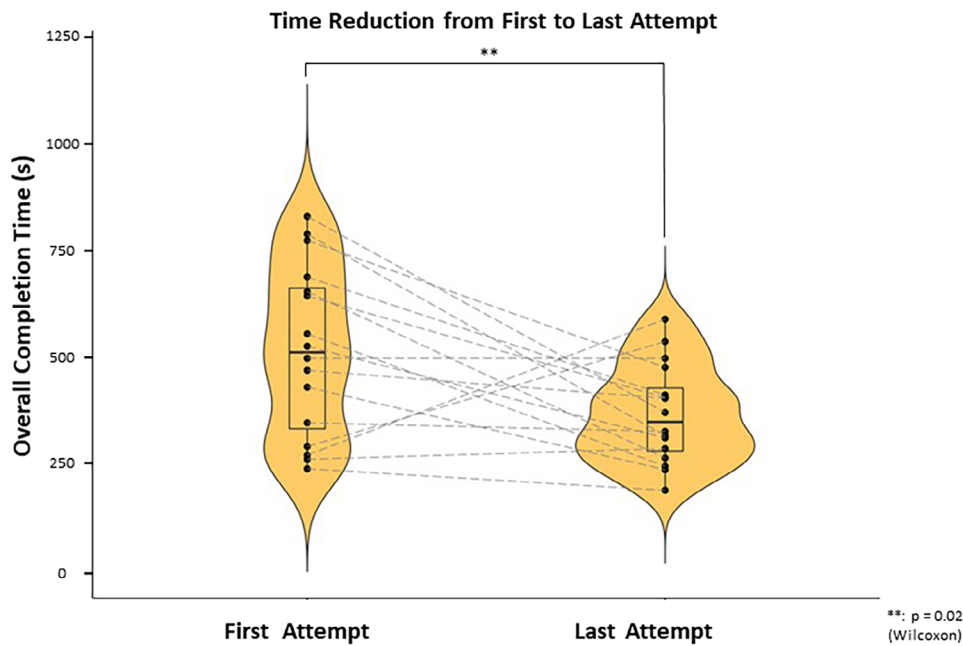 Time Reduction from First to Last Attempt
**
1250
1000
750
500
250
0
Overall Completion Time (s)
First Attempt
Last Attempt
**: p = 0.02
(Wilcoxon)